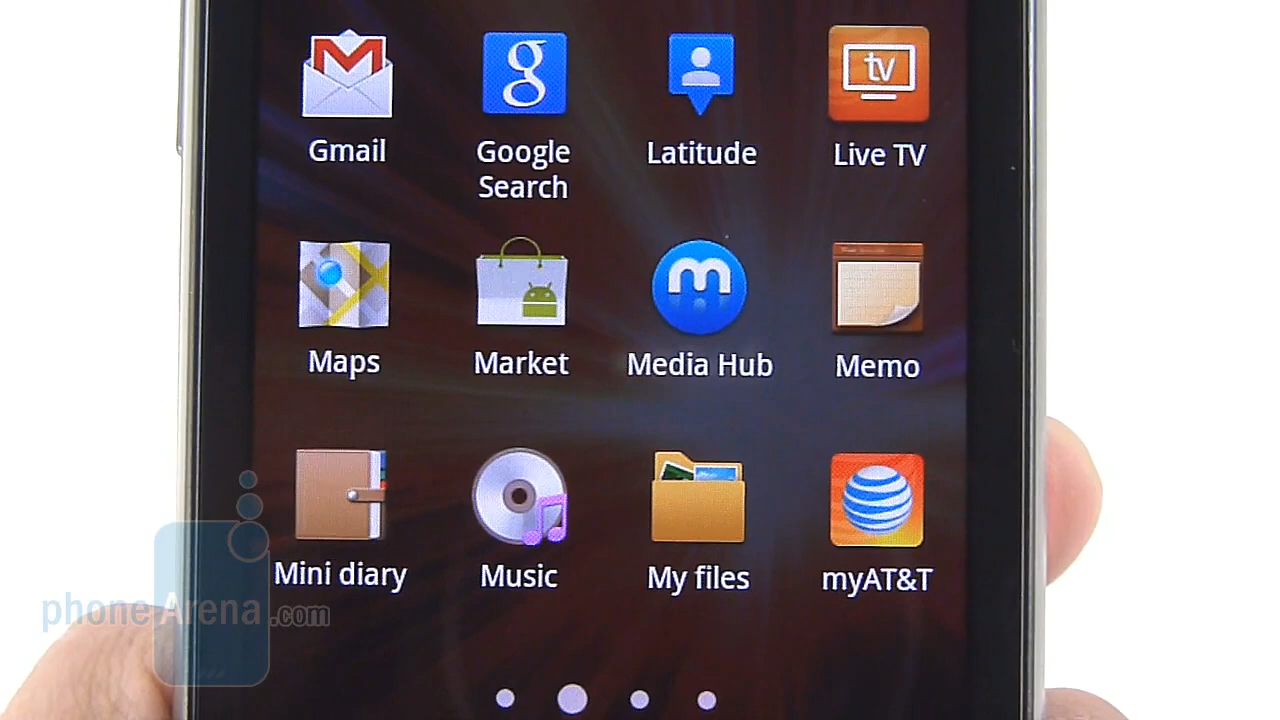 Gmail
Google
Search
Latitude
tv
Live TV
Maps
Market
m
Media Hub
Memo
Mini diary
Music
My files
myAT&T
phoneArena.com